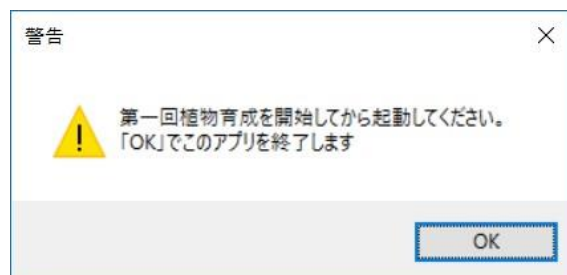 警告
第一回植物育成を開始してから起動してください。
「OK」でこのアプリを終了します
OK